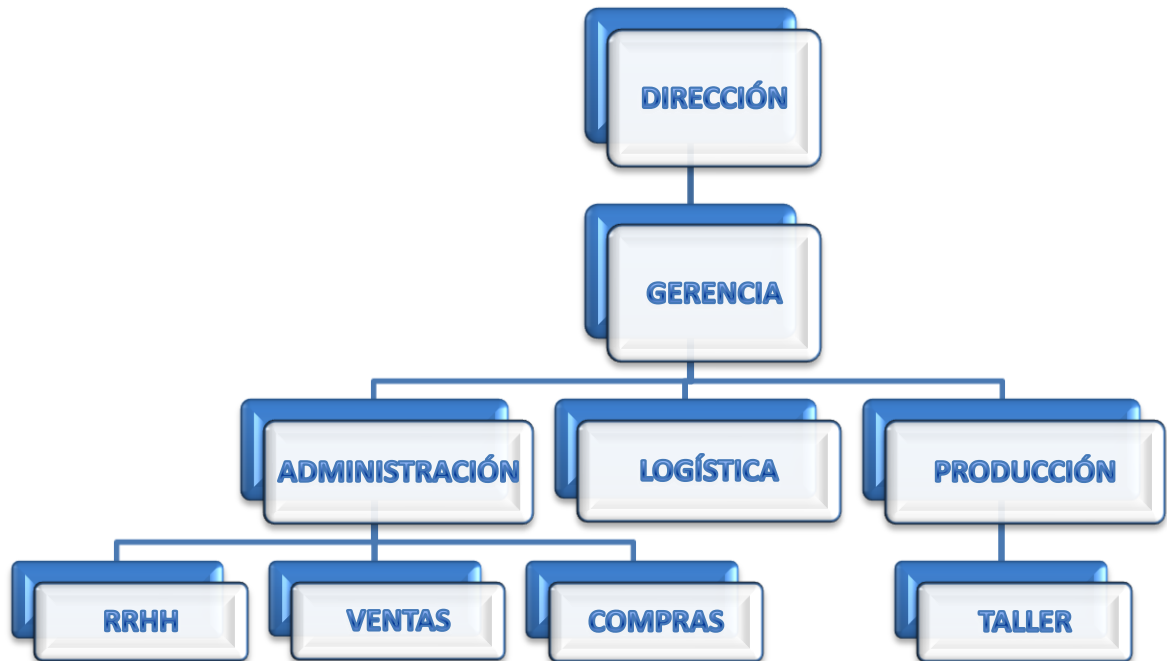 DIRECCIÓN
GERENCIA
ADMINISTRACIÓN
LOGÍSTICA
PRODUCCIÓN
RRHH
VENTAS
COMPRAS
TALLER